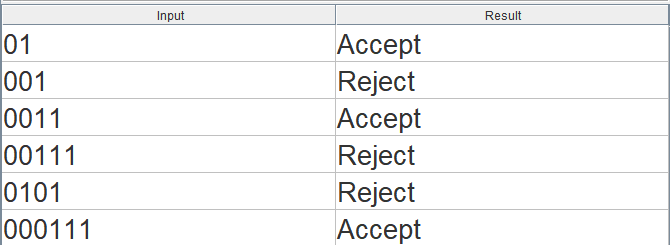 Input Result
01 Accept
001 Reject
0011 Accept
00111 Reject
0101 Reject
000111 Accept